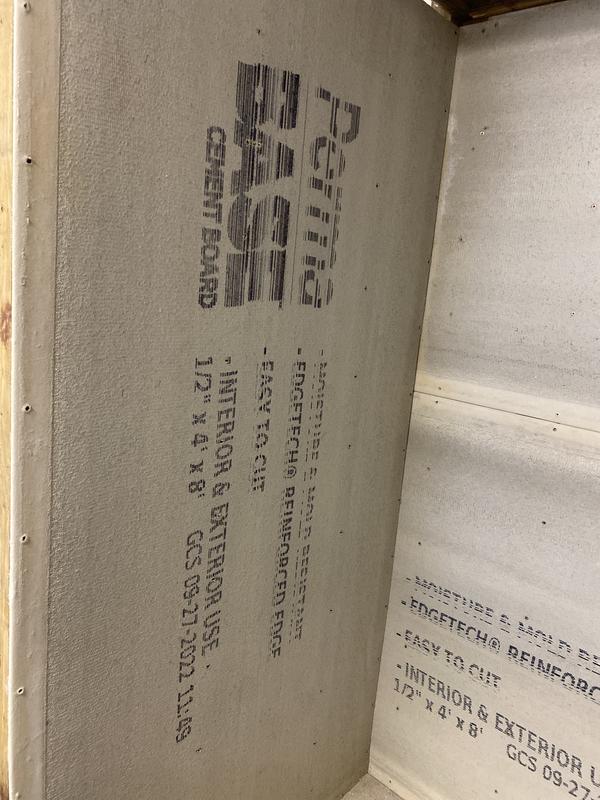 Perma
BASE
CEMENT BOARD
- MOISTURE & MOLD RESISTANT
- EDGETECH® REINFORCED EDGE
- EASY TO CUT
- INTERIOR & EXTERIOR USE
1/2" x 4' x 8' GCS 09-27-2022 11:49
- MOISTURE & MOLD RE
- EDGETECH® REINFORC
- EASY TO CUT
- INTERIOR & EXTERIOR U
1/2" x 4' x 8' GCS 09-27-